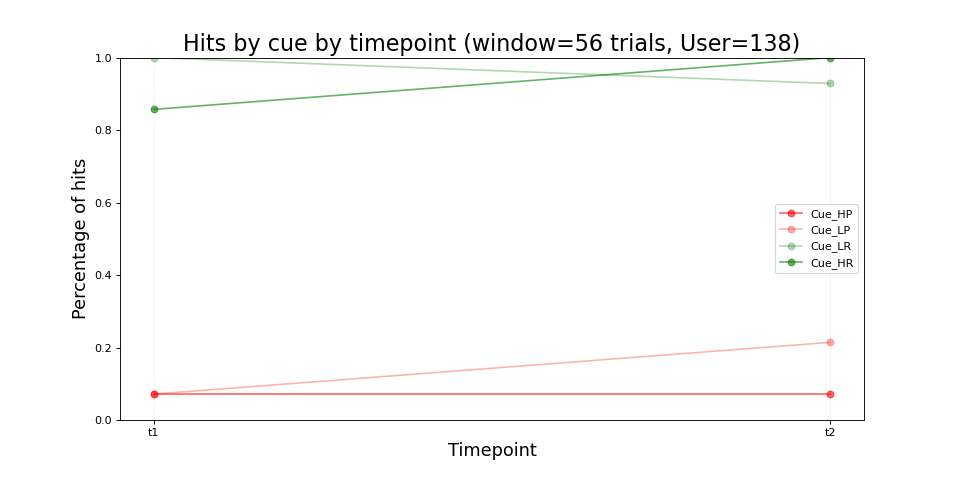 Hits by cue by timepoint (window=56 trials, User=138)
Percentage of hits
1.0
0.8
0.6
0.4
0.2
0.0
Cue_HP
Cue_LP
Cue_LR
Cue_HR
t1
t2
Timepoint